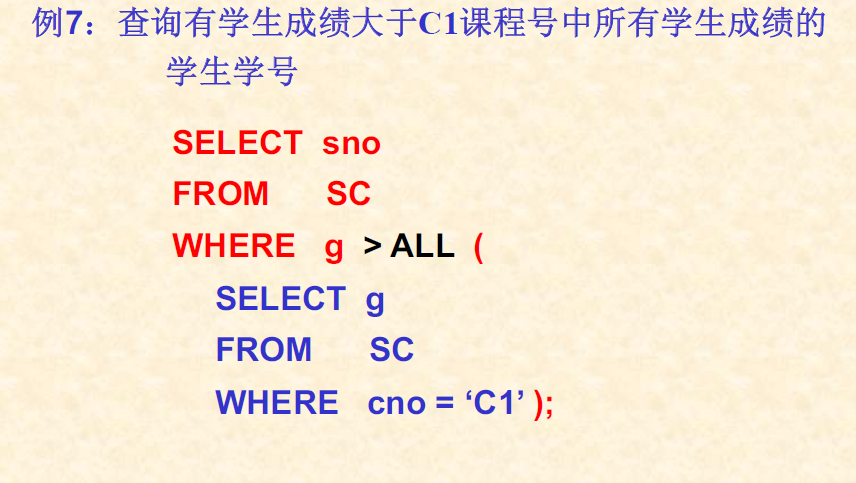 例7：查询有学生成绩大于C1课程号中所有学生成绩的
学生学号
SELECT sno
FROM SC
WHERE g > ALL (
SELECT g
FROM SC
WHERE cno = ‘C1’ );